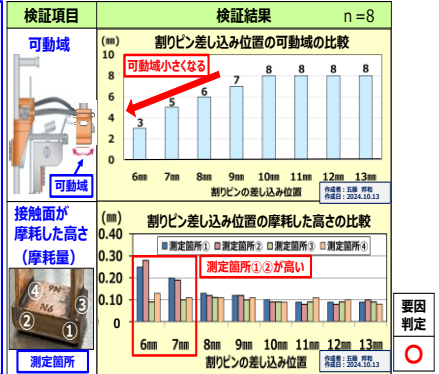 検証項目
検証結果
n=8
可動域
可動域
(㎜)
割りピン差し込み位置の可動域の比較
可動域小さくなる
10
8
6
4
2
0
3
5
6
7
8
8
8
8
6㎜ 7㎜ 8㎜ 9㎜ 10㎜ 11㎜ 12㎜ 13㎜
割りピンの差し込み位置
作成者：五藤 邦和
作成日：2024.10.13
接触面が
摩耗した高さ
(摩耗量)
④
③
②
①
測定箇所
(㎜)
割りピン差し込み位置の摩耗した高さの比較
測定箇所① 測定箇所② 測定箇所③ 測定箇所④
測定箇所①②が高い
0.40
0.30
0.20
0.10
0
6㎜ 7㎜ 8㎜ 9㎜ 10㎜ 11㎜ 12㎜ 13㎜
割りピンの差し込み位置
作成者：五藤 邦和
作成日：2024.10.13
要因
判定
○